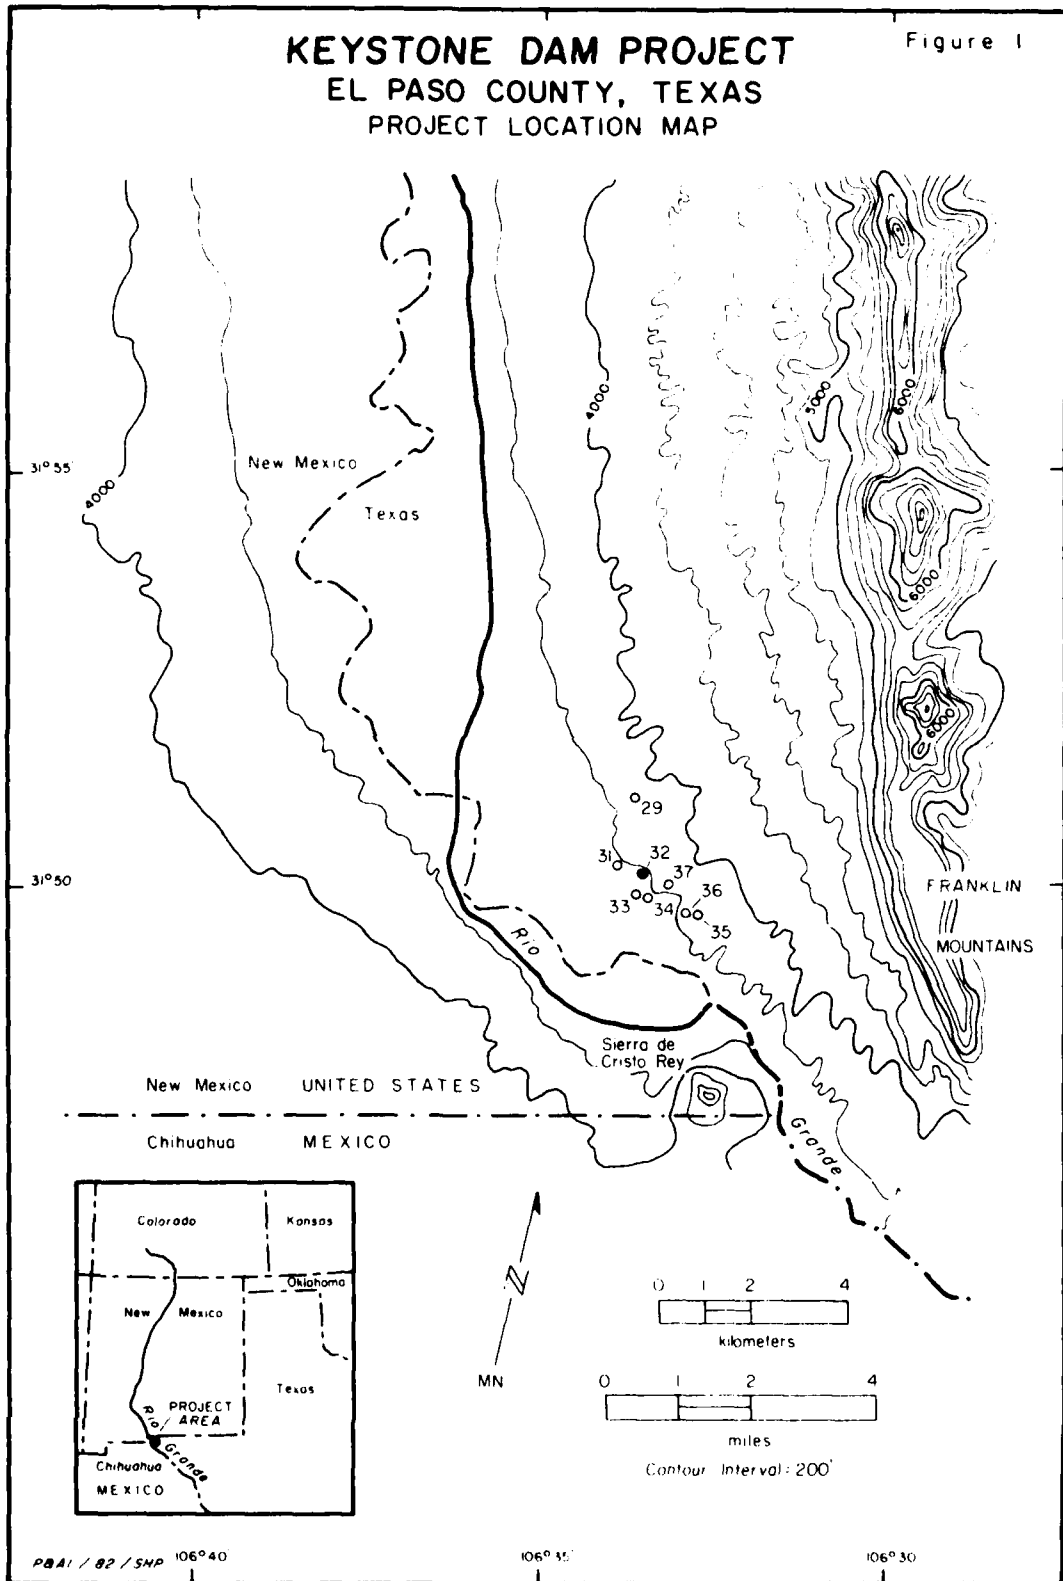 Figure 1
KEYSTONE DAM PROJECT
EL PASO COUNTY, TEXAS
PROJECT LOCATION MAP
4000
5000
6000
31°55'
New Mexico
4000
Texas
6000
6000
29
31
32
37
31°50'
33
34
36
35
FRANKLIN
MOUNTAINS
Rio
Sierra de
Cristo Rey
New Mexico UNITED STATES
Chihuahua MEXICO
Grande
Colorado
Kansas
Oklahoma
New Mexico
Texas
PROJECT
AREA
Rio
Grande
Chihuahua
MEXICO
N
MN
0 1 2 4
kilometers
0 1 2 4
miles
Contour Interval: 200'
PBAI / 82 / SMP
106°40'
106°35'
106°30'